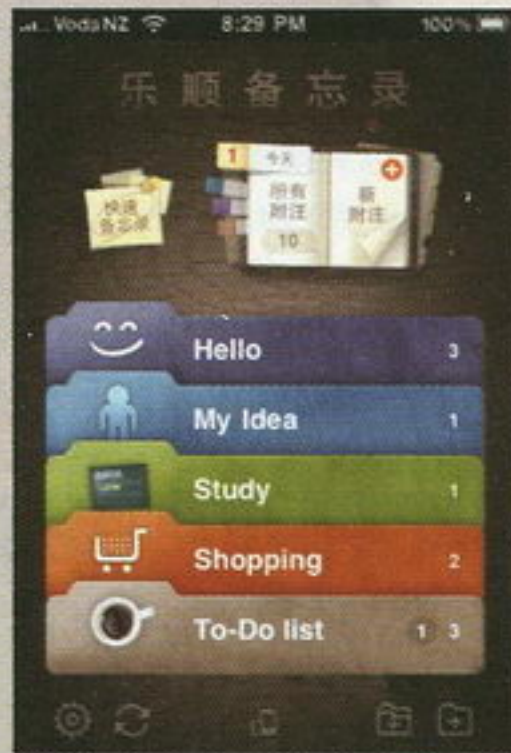 Voda NZ 8:29 PM 100%
乐顺备忘录
快速
备忘录
1 今天
所有
附注
10
新
附注
Hello 3
My Idea 1
Study 1
Shopping 2
To-Do list 1 3